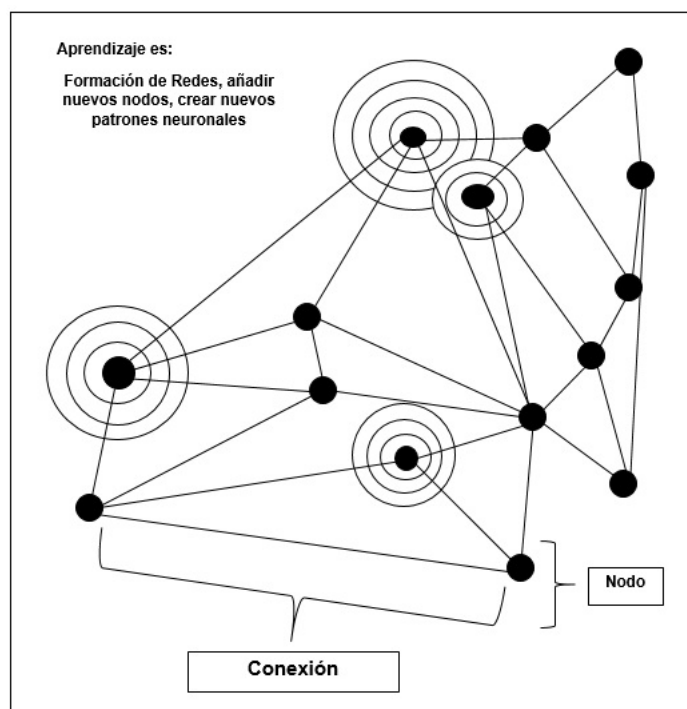 Aprendizaje es:
Formación de Redes, añadir
nuevos nodos, crear nuevos
patrones neuronales
Nodo
Conexión